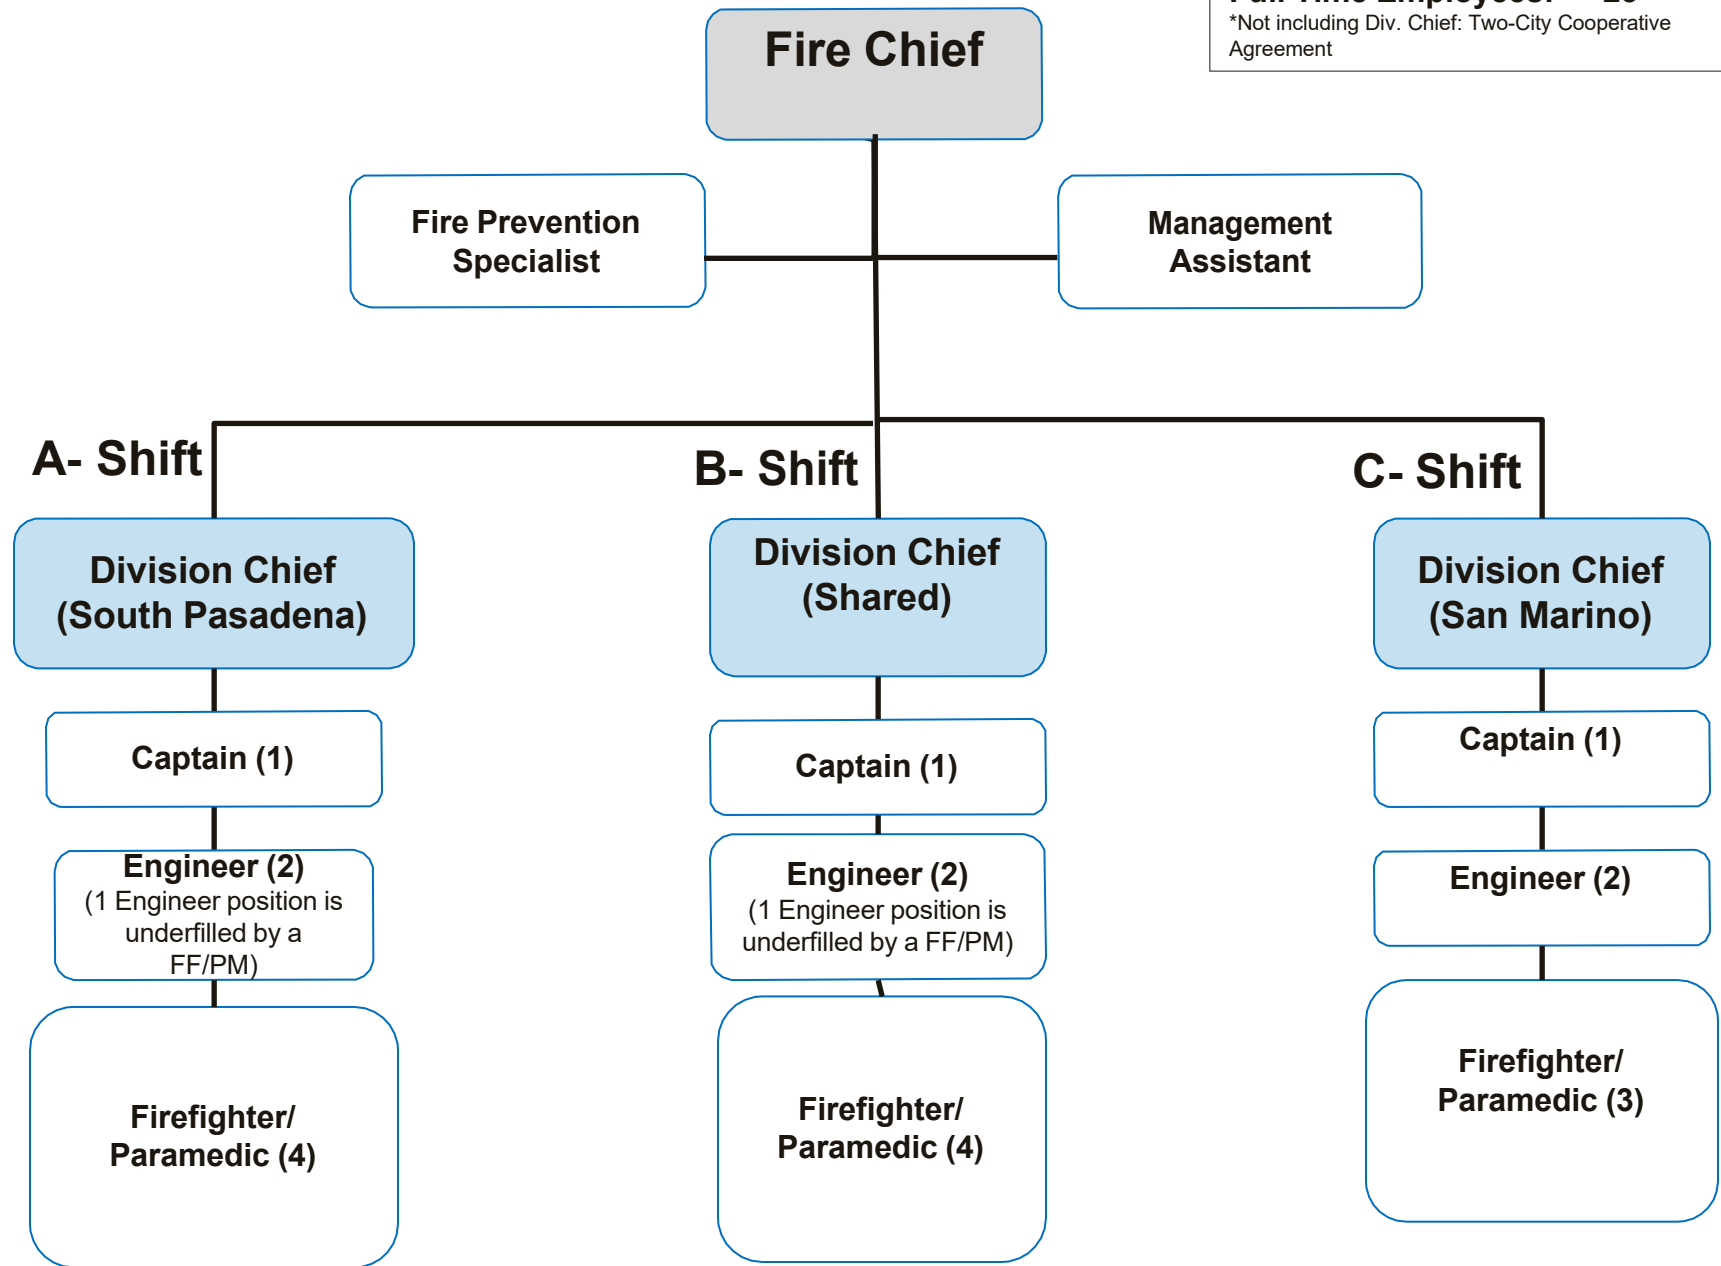 *Not including Div. Chief: Two-City Cooperative
Agreement
Fire Chief
Fire Prevention
Specialist
Management
Assistant
A- Shift
B- Shift
C- Shift
Division Chief
(South Pasadena)
Division Chief
(Shared)
Division Chief
(San Marino)
Captain (1)
Captain (1)
Captain (1)
Engineer (2)
(1 Engineer position is
underfilled by a
FF/PM)
Engineer (2)
(1 Engineer position is
underfilled by a FF/PM)
Engineer (2)
Firefighter/
Paramedic (4)
Firefighter/
Paramedic (4)
Firefighter/
Paramedic (3)